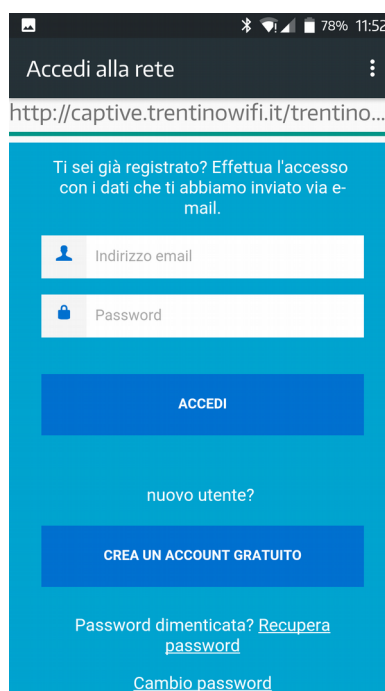 78% 11:52
Accedi alla rete
http://captive.trentinowifi.it/trentino...
Ti sei già registrato? Effettua l'accesso
con i dati che ti abbiamo inviato via e-
mail.
Indirizzo email
Password
ACCEDI
nuovo utente?
CREA UN ACCOUNT GRATUITO
Password dimenticata? Recupera
password
Cambio password